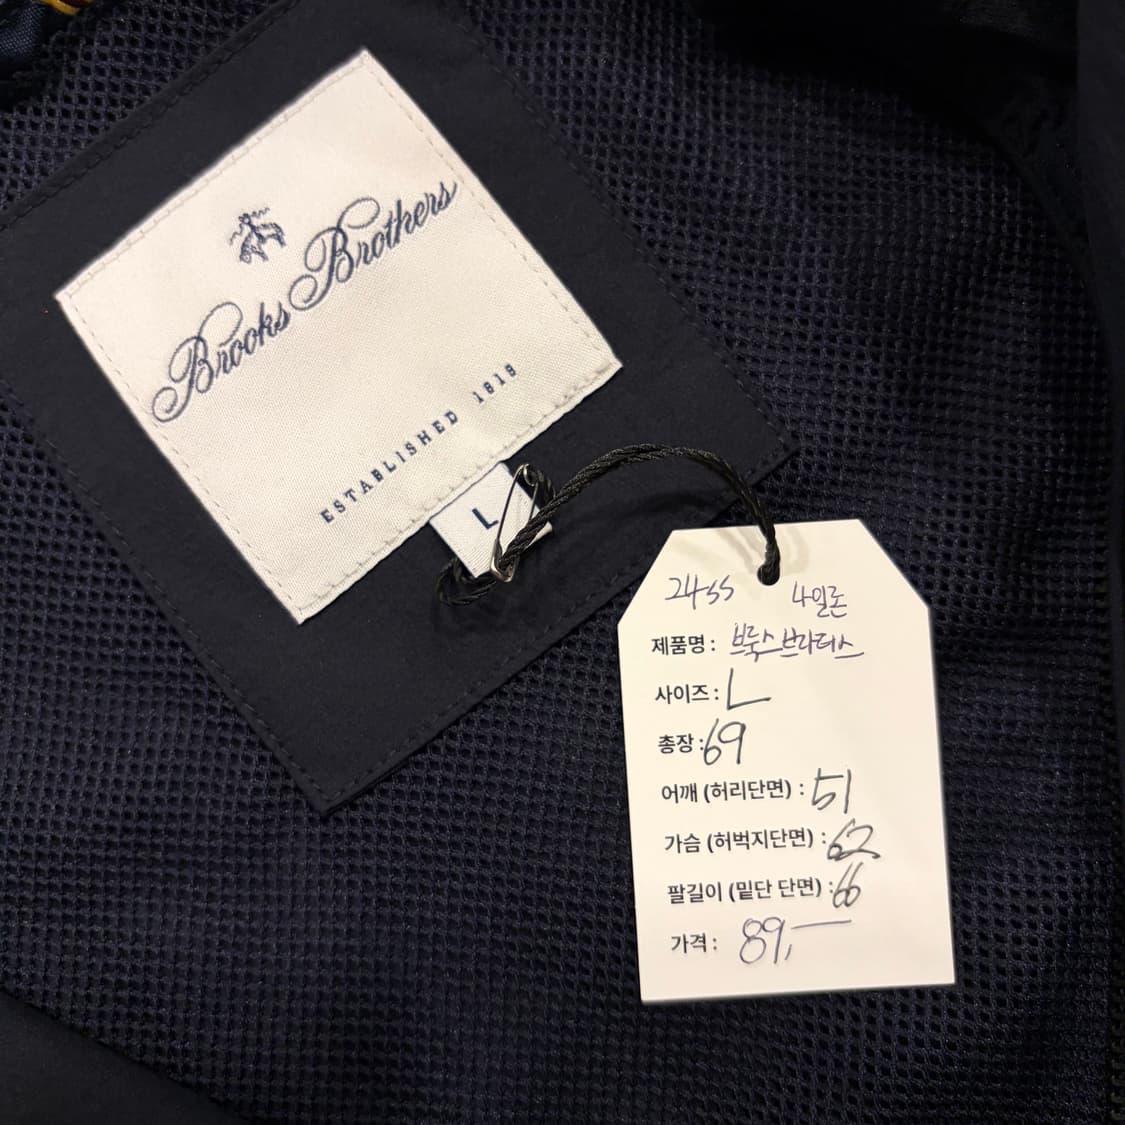 Brooks Brothers
ESTABLISHED 1818
L
24SS 나일론
제품명 : 브룩스브라더스
사이즈 : L
총장 : 69
어깨 (허리단면) : 51
가슴 (허벅지단면) : 62
팔길이 (밑단 단면) : 66
가격 : 89,—